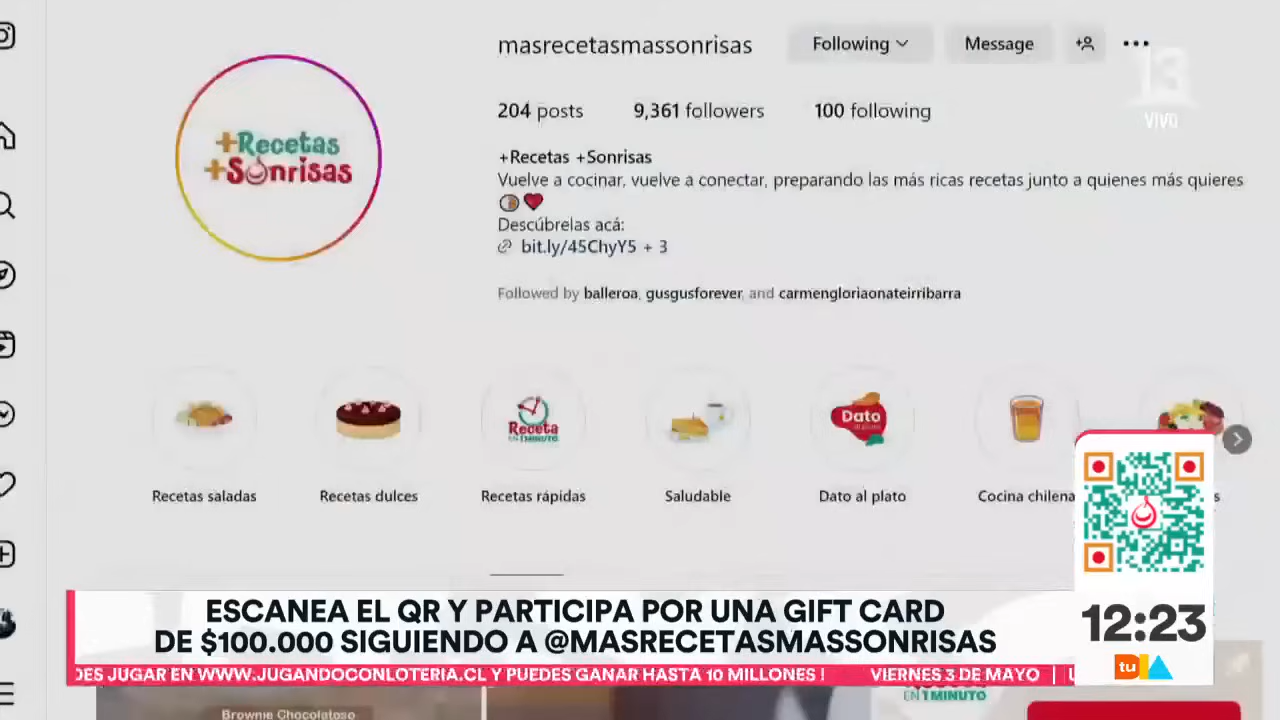 masrecetasmassonrisas
Following
Message
204 posts
9,361 followers
100 following
+Recetas +Sonrisas
Vuelve a cocinar, vuelve a conectar, preparando las más ricas recetas junto a quienes más quieres
Descúbrelas acá:
bit.ly/45ChyY5 + 3
Followed by balleroa, gusgusforever, and carmengloriaonateirribarra
+Recetas
+Sonrisas
13
VIVO
Receta
EN 1 MINUTO
Dato
Recetas saladas
Recetas dulces
Recetas rápidas
Saludable
Dato al plato
Cocina chilena
s
ESCANEA EL QR Y PARTICIPA POR UNA GIFT CARD
DE $100.000 SIGUIENDO A @MASRECETASMASSONRISAS
12:23
tu DÍA
DES JUGAR EN WWW.JUGANDOCONLOTERIA.CL Y PUEDES GANAR HASTA 10 MILLONES !
VIERNES 3 DE MAYO
EN 1 MINUTO
Brownie Chocolatoso